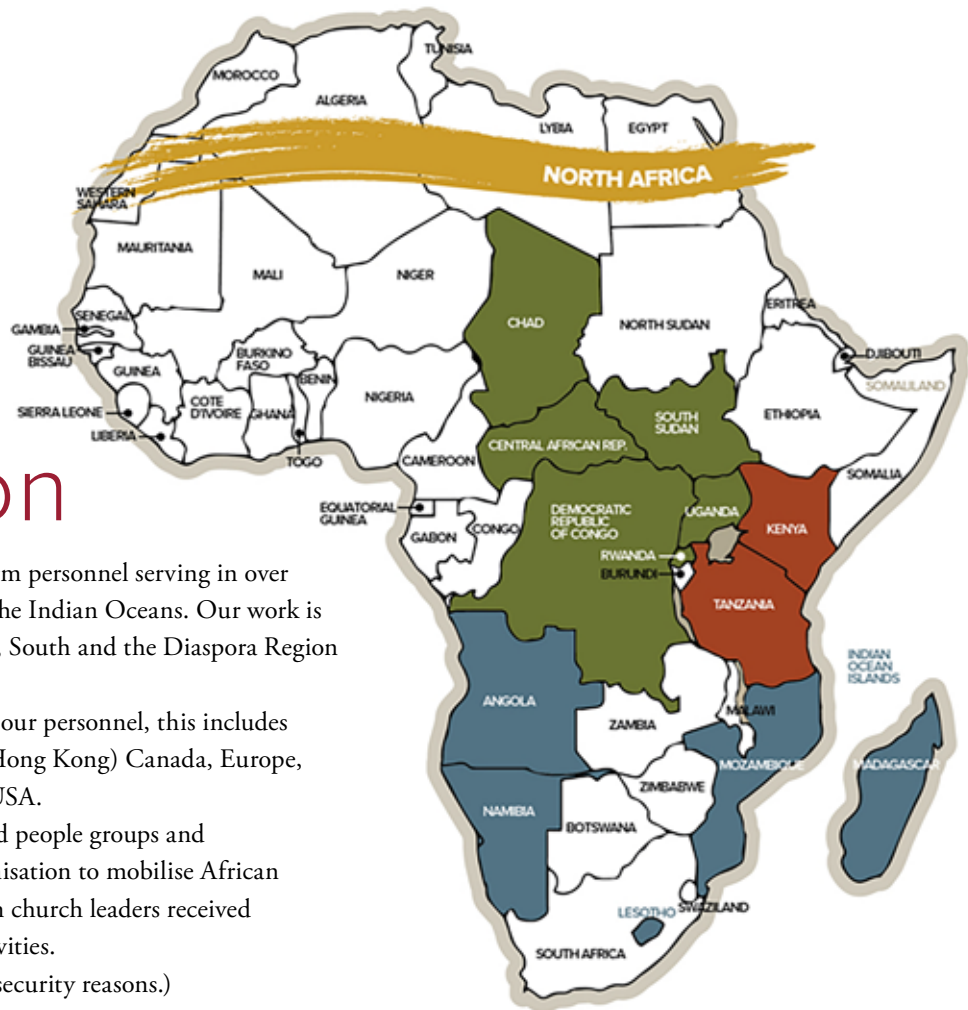 TUNISIA
MOROCCO
ALGERIA
LYBIA
EGYPT
NORTH AFRICA
WESTERN
SAHARA
MAURITANIA
MALI
NIGER
CHAD
NORTH SUDAN
ERITREA
SENEGAL
GAMBIA
GUINEA
BISSAU
GUINEA
BURKINO
FASO
BENIN
NIGERIA
DJIBOUTI
SOMALILAND
SIERRA LEONE
COTE
D'IVOIRE
GHANA
ETHIOPIA
SOUTH
SUDAN
LIBERIA
TOGO
CAMEROON
CENTRAL AFRICAN REP.
SOMALIA
on
EQUATORIAL
GUINEA
GABON
CONGO
DEMOCRATIC
REPUBLIC
OF CONGO
UGANDA
KENYA
RWANDA
BURUNDI
TANZANIA
m personnel serving in over
he Indian Oceans. Our work is
, South and the Diaspora Region
our personnel, this includes
Hong Kong) Canada, Europe,
USA.
d people groups and
nisation to mobilise African
n church leaders received
vities.
security reasons.)
INDIAN
OCEAN
ISLANDS
ANGOLA
ZAMBIA
MALAWI
MOZAMBIQUE
MADAGASCAR
ZIMBABWE
NAMIBIA
BOTSWANA
LESOTHO
SWAZILAND
SOUTH AFRICA